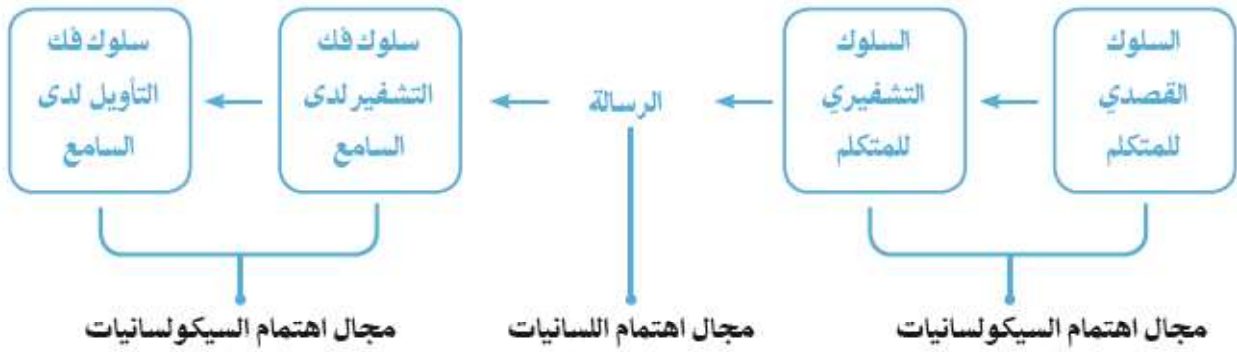 السلوك
القصدي
للمتكلم
السلوك
التشفيري
للمتكلم
الرسالة
سلوك فك
التشفير لدى
السامع
سلوك فك
التأويل لدى
السامع
مجال اهتمام السيكولسانيات
مجال اهتمام اللسانيات
مجال اهتمام السيكولسانيات